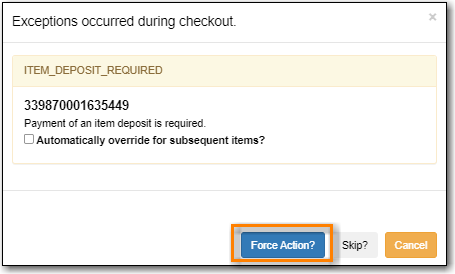 Exceptions occurred during checkout.
×
ITEM_DEPOSIT_REQUIRED
339870001635449
Payment of an item deposit is required.
Automatically override for subsequent items?
Force Action?
Skip?
Cancel